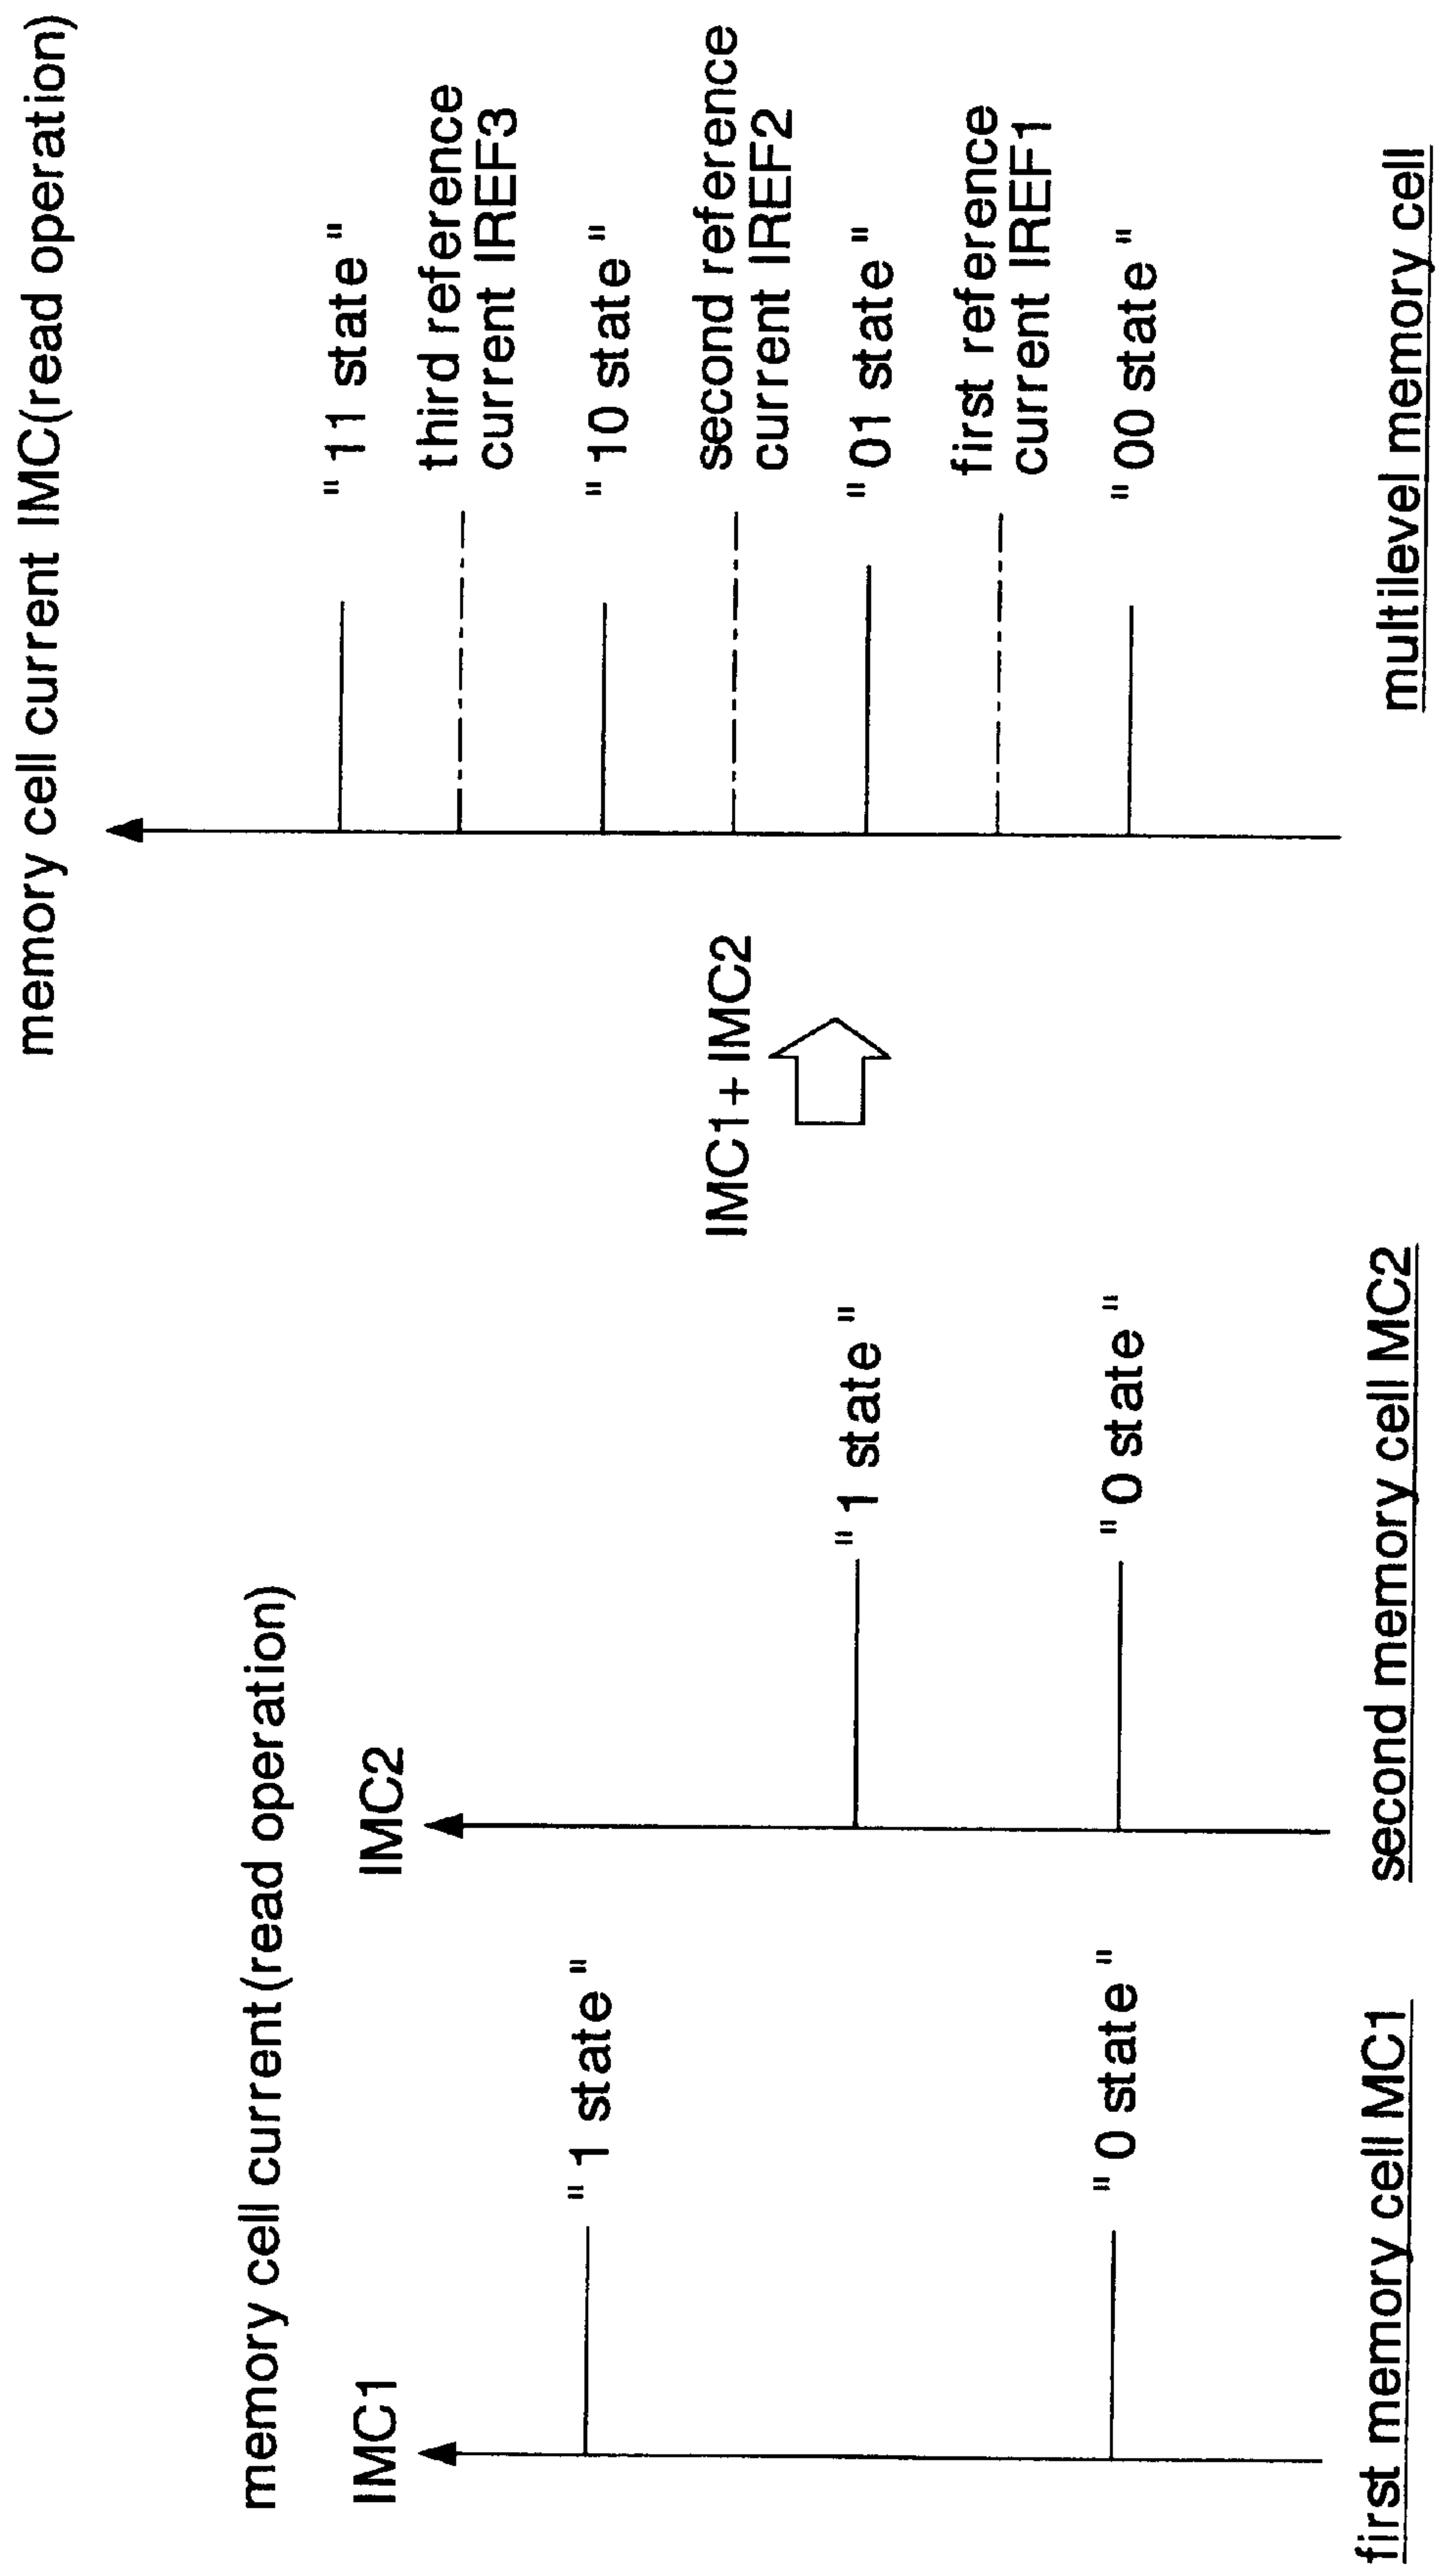 memory cell current(read operation)
IMC1
" 1 state "
" 0 state "
first memory cell MC1
IMC2
" 1 state "
" 0 state "
second memory cell MC2
IMC1+IMC2
memory cell current IMC(read operation)
" 11 state "
third reference
current IREF3
" 10 state "
second reference
current IREF2
" 01 state "
first reference
current IREF1
" 00 state "
multilevel memory cell